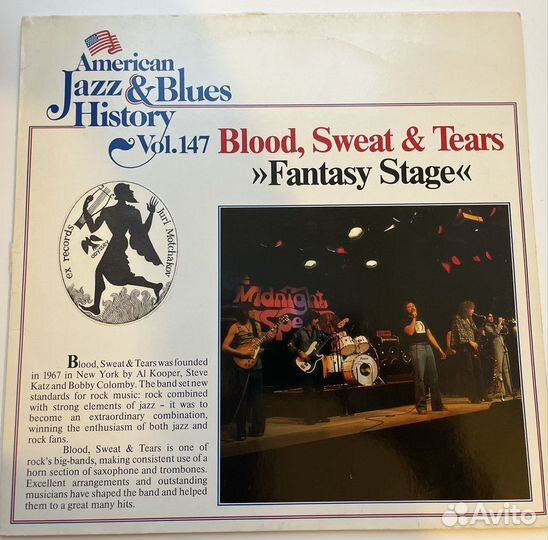 American
Jazz & Blues
History
Vol. 147
Blood, Sweat & Tears
»Fantasy Stage«
ex records
odyssey
Juri Molchakov
Midnight
Spe
Blood, Sweat & Tears was founded
in 1967 in New York by Al Kooper, Steve
Katz and Bobby Colomby. The band set new
standards for rock music: rock combined
with strong elements of jazz – it was to
become an extraordinary combination,
winning the enthusiasm of both jazz and
rock fans.
Blood, Sweat & Tears is one of
rock's big-bands, making consistent use of a
horn section of saxophone and trombones.
Excellent arrangements and outstanding
musicians have shaped the band and helped
them to a great many hits.
Avito